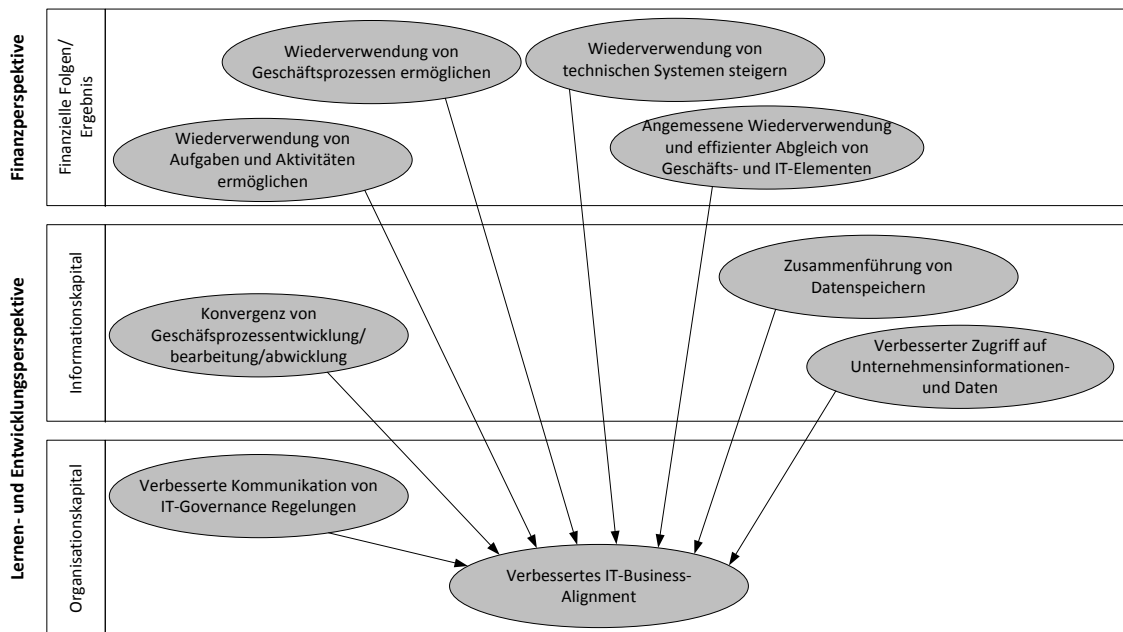 Finanzperspektive
Finanzielle Folgen/
Ergebnis
Wiederverwendung von
Geschäftsprozessen ermöglichen
Wiederverwendung von
technischen Systemen steigern
Wiederverwendung von
Aufgaben und Aktivitäten
ermöglichen
Angemessene Wiederverwendung
und effizienter Abgleich von
Geschäfts- und IT-Elementen
Lernen- und Entwicklungsperspektive
Informationskapital
Zusammenführung von
Datenspeichern
Konvergenz von
Geschäfsprozessentwicklung/
bearbeitung/abwicklung
Verbesserter Zugriff auf
Unternehmensinformationen-
und Daten
Organisationskapital
Verbesserte Kommunikation von
IT-Governance Regelungen
Verbessertes IT-Business-
Alignment